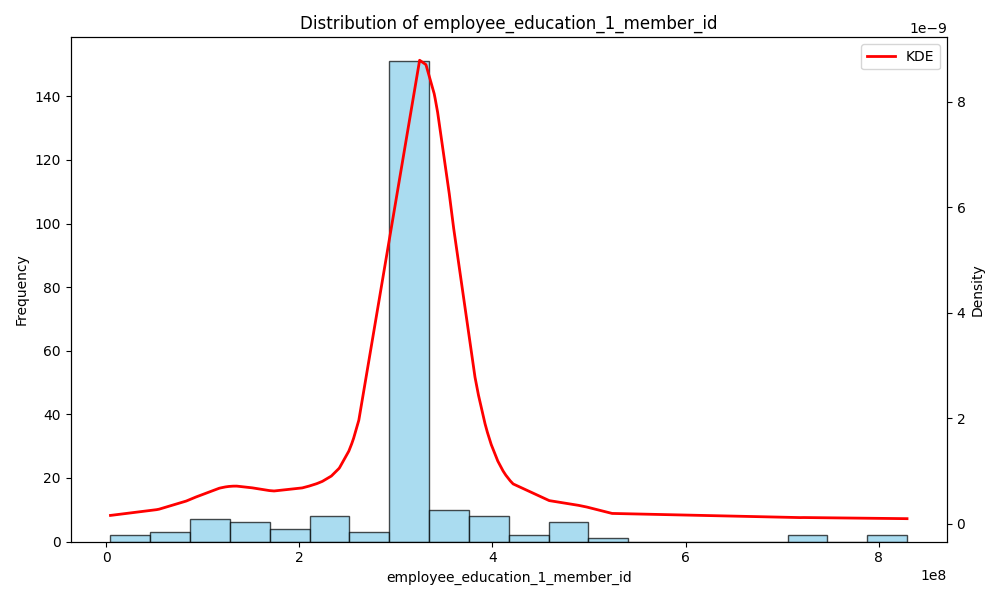 Distribution of employee_education_1_member_id
1e−9
KDE
140
120
100
80
60
40
20
0
Frequency
8
6
4
2
0
Density
0
2
4
6
8
1e8
employee_education_1_member_id